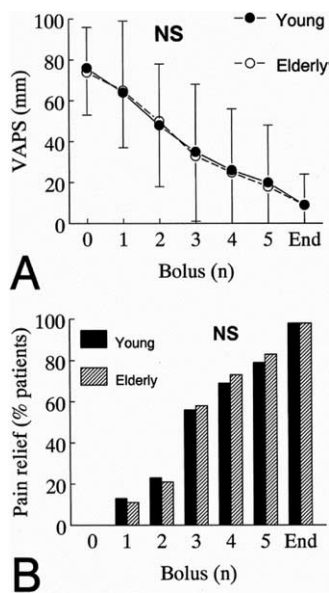 100
80
60
40
20
0
VAPS (mm)
NS
Young
Elderly
0 1 2 3 4 5 End
Bolus (n)
A
100
80
60
40
20
0
Pain relief (% patients)
Young
Elderly
NS
0 1 2 3 4 5 End
Bolus (n)
B